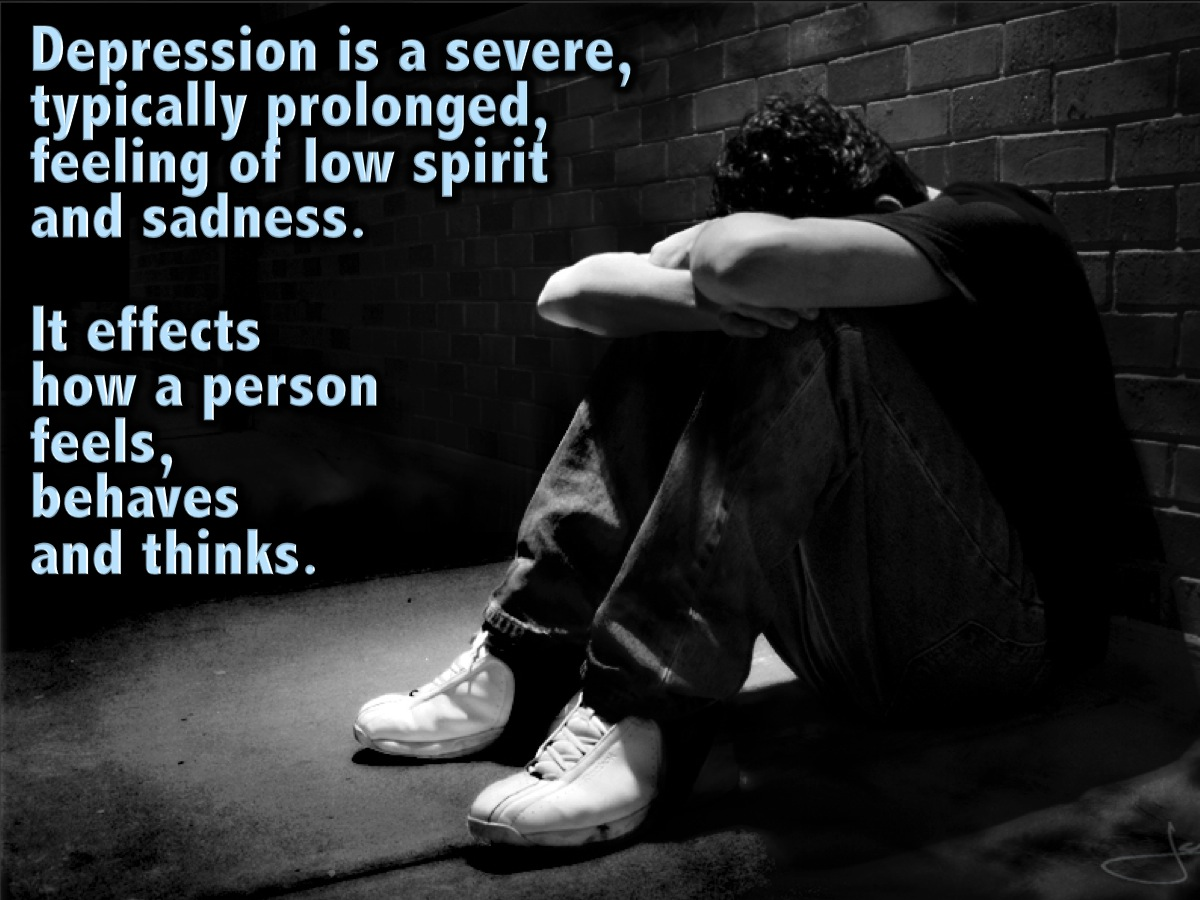 Depression is a severe,
typically prolonged,
feeling of low spirit
and sadness.
It effects
how a person
feels,
behaves
and thinks.